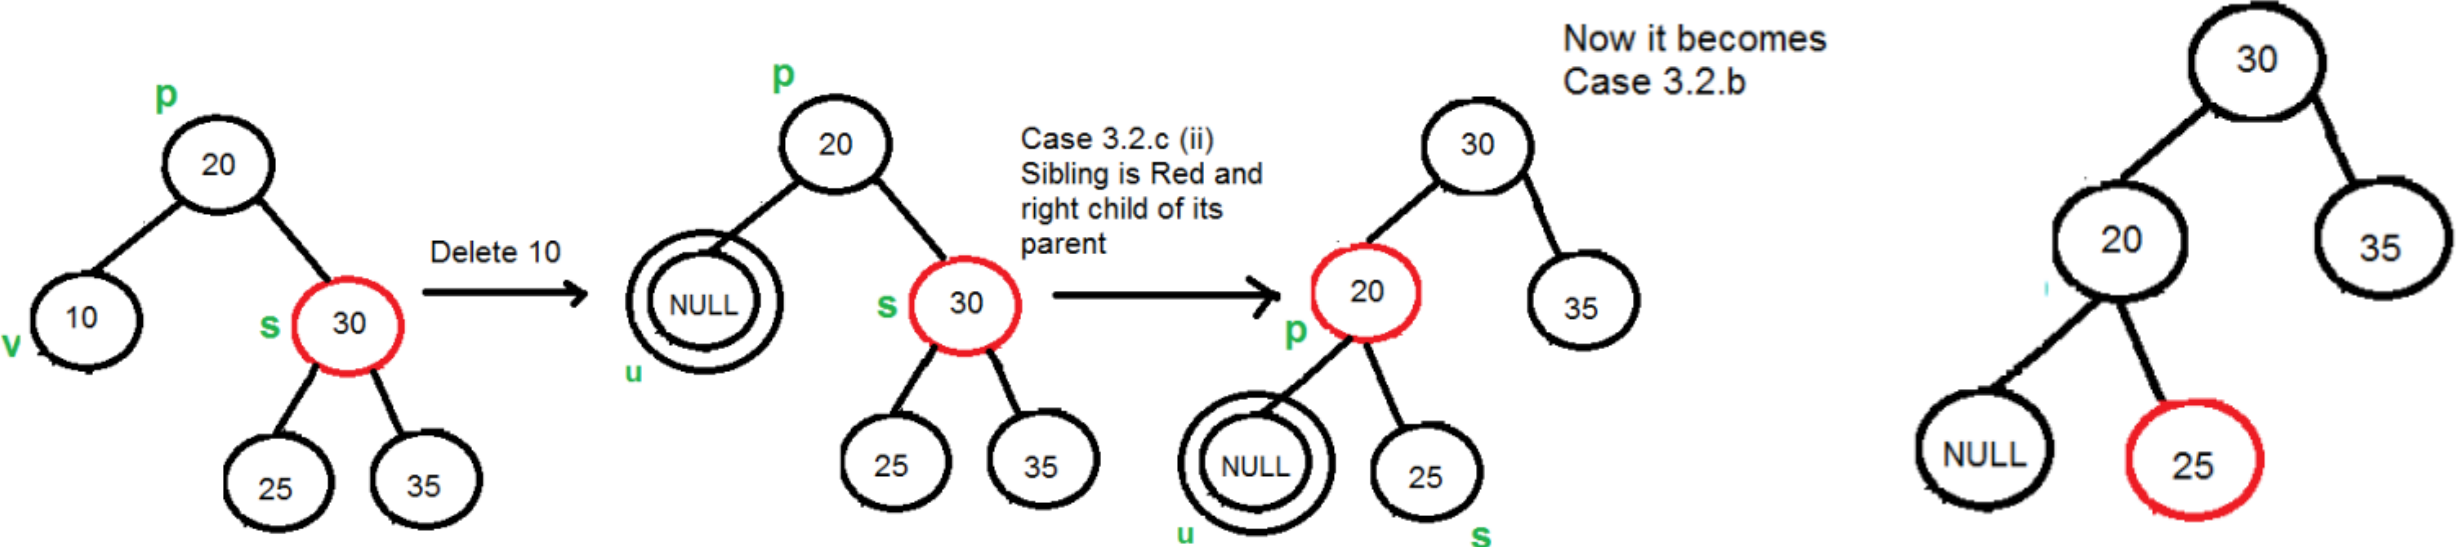 p
20
10
v
s
30
25
35
Delete 10
p
20
NULL
u
s
30
25
35
Case 3.2.c (ii)
Sibling is Red and
right child of its
parent
Now it becomes
Case 3.2.b
30
20
p
35
NULL
u
25
s
30
20
35
NULL
25